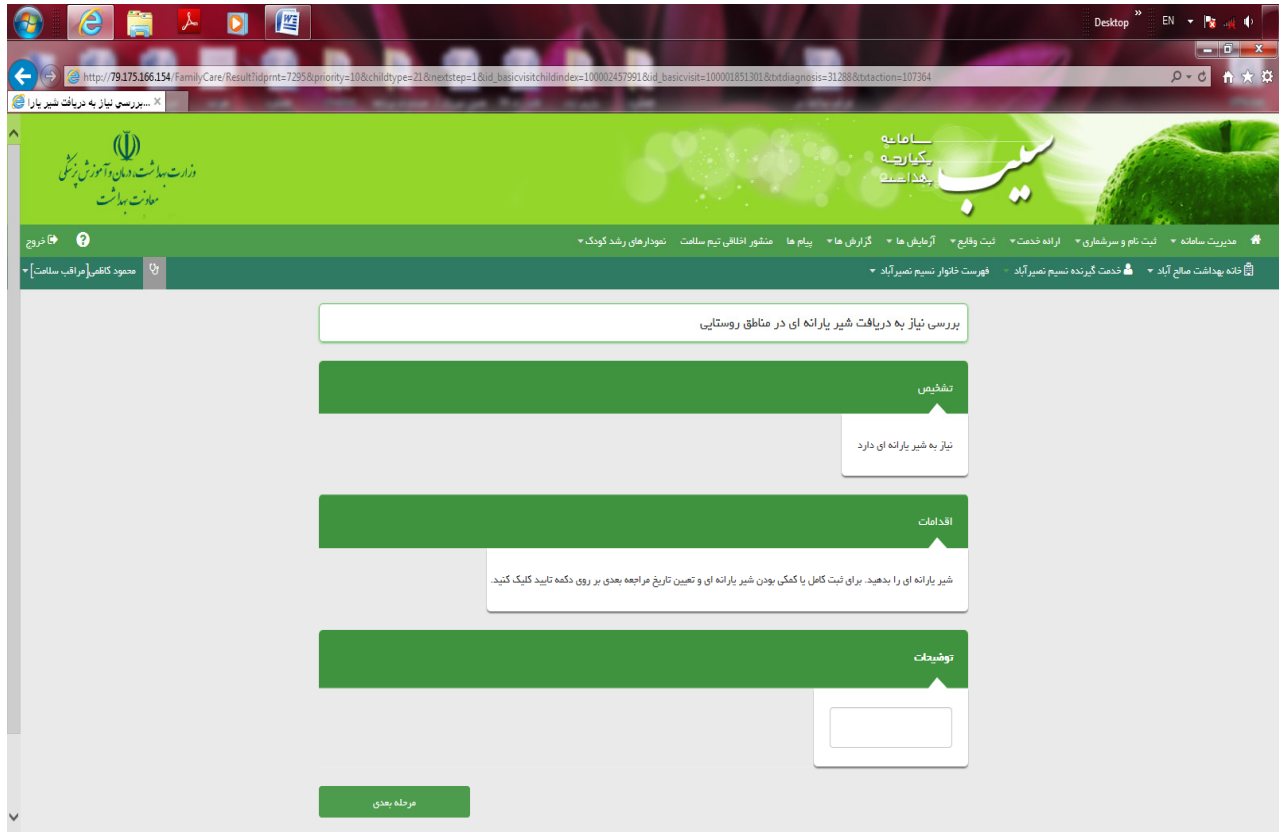 Desktop » EN
http://79.175.166.154/FamilyCare/Result?idprnt=7295&priority=10&childtype=21&nextstep=1&id_basicvisitchildindex=100002457991&id_basicvisit=100001851301&txtdiagnosis=31288&txtaction=107364
بررسی نیاز به دریافت شیر یارا...
سامانه
یکپارچه
بهداشت
سیب
وزارت بهداشت، درمان و آموزش پزشکی
معاونت بهداشت
مدیریت سامانه ثبت نام و سرشماری ارائه خدمت ثبت وقایع آزمایش ها گزارش ها پیام ها منشور اخلاقی تیم سلامت نمودارهای رشد کودک ? خروج
خانه بهداشت صالح آباد خدمت گیرنده نسیم نصیرآباد فهرست خانوار نسیم نصیرآباد محمود کاظمی[مراقب سلامت]
بررسی نیاز به دریافت شیر یارانه ای در مناطق روستایی
تشخیص
نیاز به شیر یارانه ای دارد
اقدامات
شیر یارانه ای را بدهید. برای ثبت کامل یا کمکی بودن شیر یارانه ای و تعیین تاریخ مراجعه بعدی بر روی دکمه تایید کلیک کنید.
توضیحات
مرحله بعدی